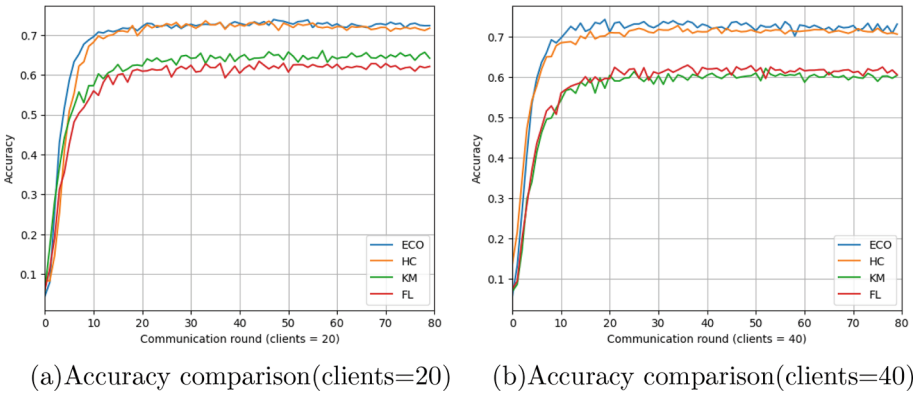 0.7
0.6
0.5
0.4
0.3
0.2
0.1
Accuracy
0 10 20 30 40 50 60 70 80
Communication round (clients = 20)
ECO
HC
KM
FL
(a)Accuracy comparison(clients=20)
0.7
0.6
0.5
0.4
0.3
0.2
0.1
Accuracy
0 10 20 30 40 50 60 70 80
Communication round (clients = 40)
ECO
HC
KM
FL
(b)Accuracy comparison(clients=40)